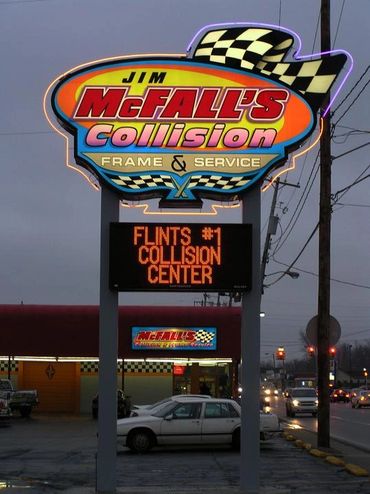 JIM
McFALL'S
Collision
FRAME & SERVICE
FLINTS #1
COLLISION
CENTER
McFALL'S